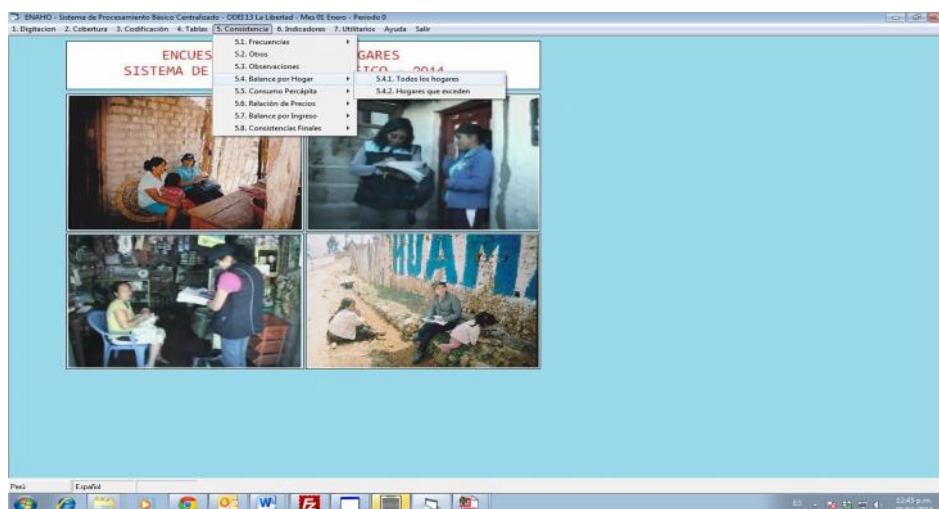 ENAHO - Sistema de Procesamiento Básico Centralizado - ODEI 13 La Libertad - Mes 01 Enero - Periodo 0
1. Digitacion 2. Cobertura 3. Codificación 4. Tablas 5. Consistencia 6. Indicadores 7. Utilitarios Ayuda Salir
ENCUES GARES
SISTEMA DE SICO - 2014
5.1. Frecuencias
5.2. Otros
5.3. Observaciones
5.4. Balance por Hogar
5.5. Consumo Percápita
5.6. Relación de Precios
5.7. Balance por Ingreso
5.8. Consistencias Finales
5.4.1. Todos los hogares
5.4.2. Hogares que exceden
HUAM
Perú Español
ES 12:45 p.m.